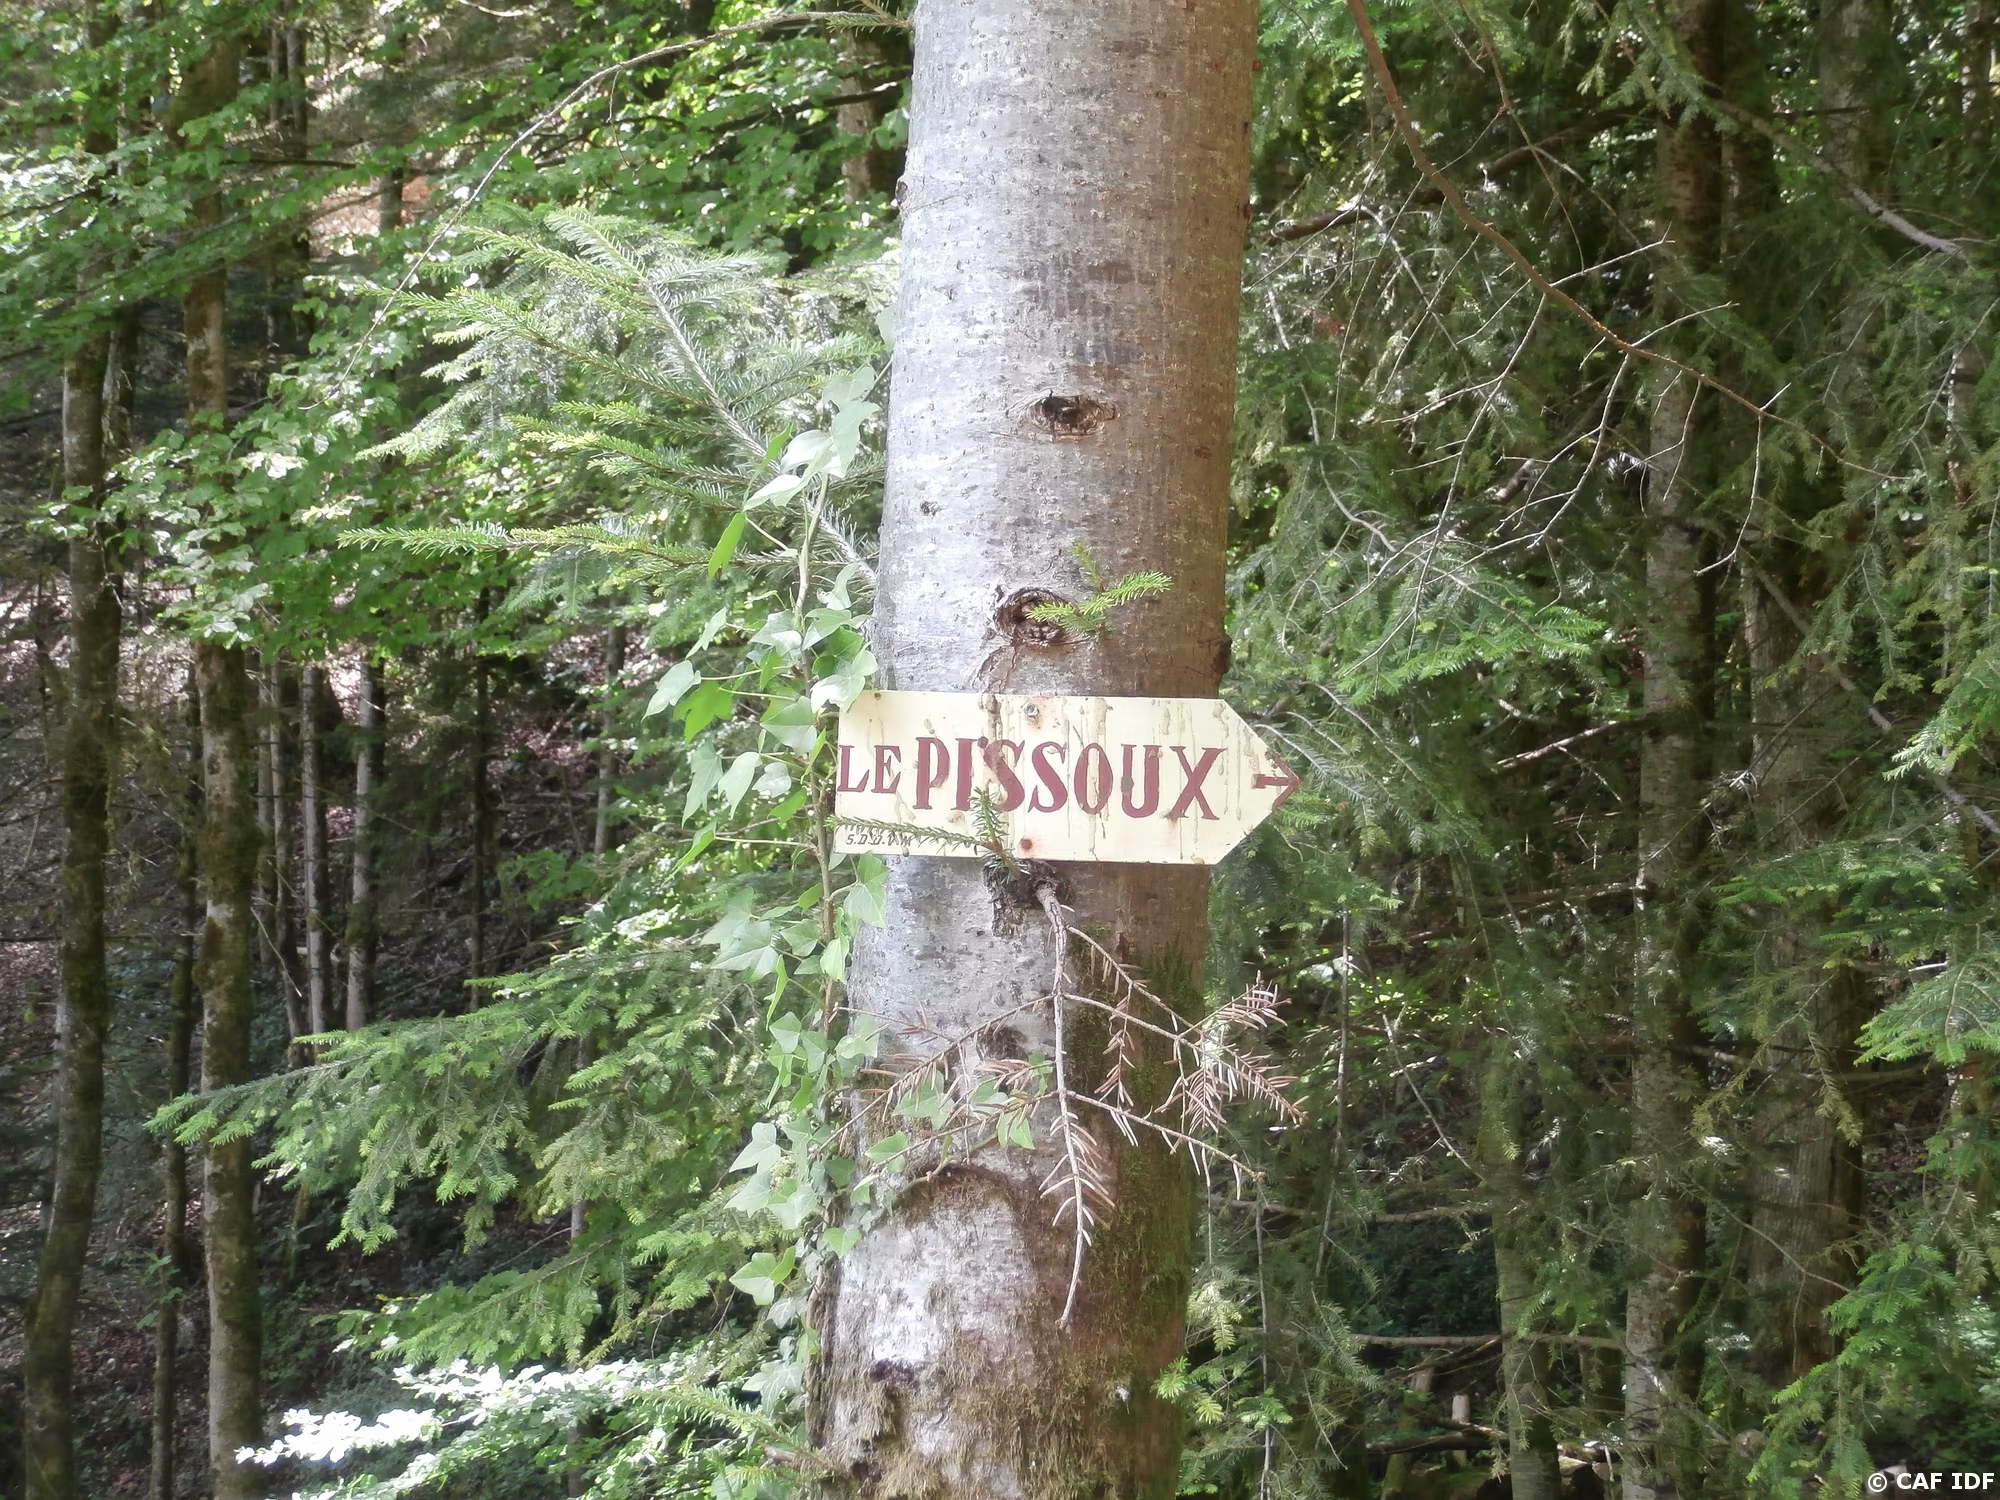 LE PISSOUX →
© CAF IDF